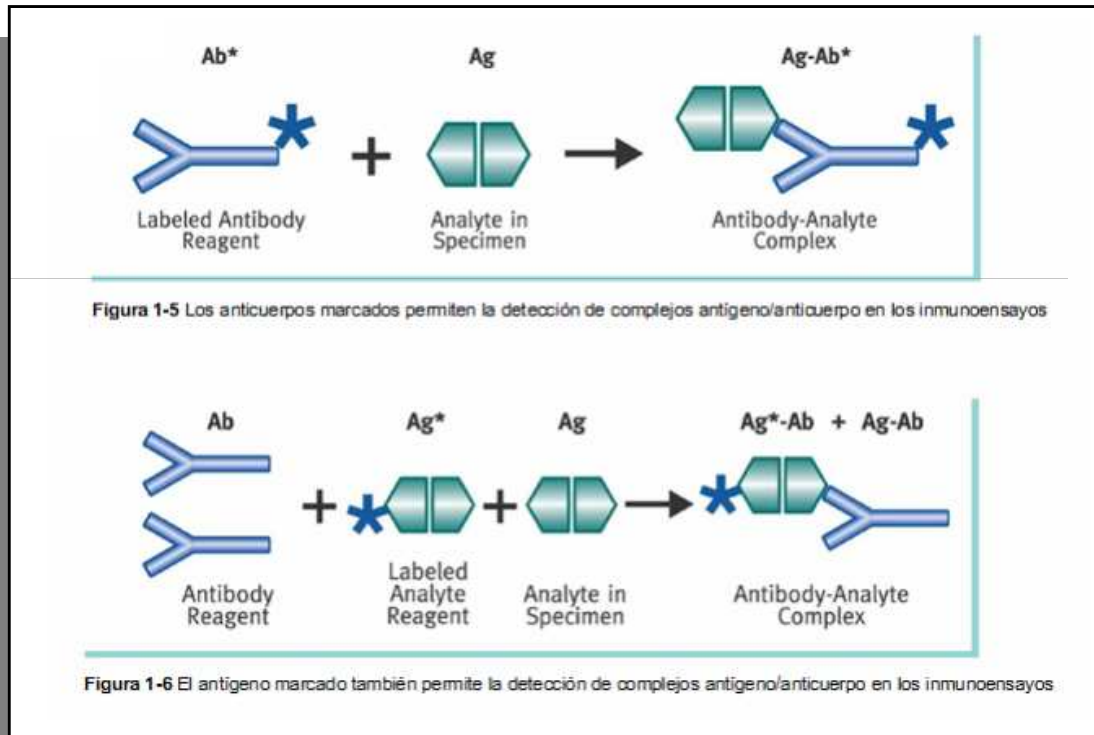 Ab*
Ag
Ag-Ab*
+
Labeled Antibody
Reagent
Analyte in
Specimen
Antibody-Analyte
Complex
Figura 1-5 Los anticuerpos marcados permiten la detección de complejos antígeno/anticuerpo en los inmunoensayos
Ab
Ag*
Ag
Ag*-Ab + Ag-Ab
+
+
Antibody
Reagent
Labeled
Analyte
Reagent
Analyte in
Specimen
Antibody-Analyte
Complex
Figura 1-6 El antígeno marcado también permite la detección de complejos antígeno/anticuerpo en los inmunoensayos